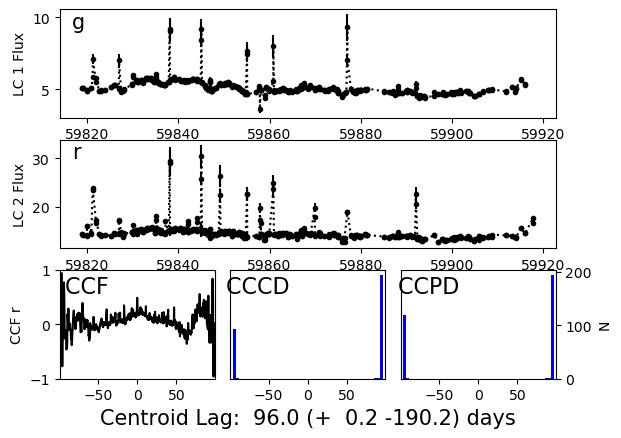 g
LC 1 Flux
10
5
59820 59840 59860 59880 59900 59920
r
LC 2 Flux
30
20
59820 59840 59860 59880 59900 59920
CCF CCCD CCPD
CCF r
1
0
−1
200
100
0
N
−50 0 50 −50 0 50 −50 0 50
Centroid Lag: 96.0 (+ 0.2 -190.2) days